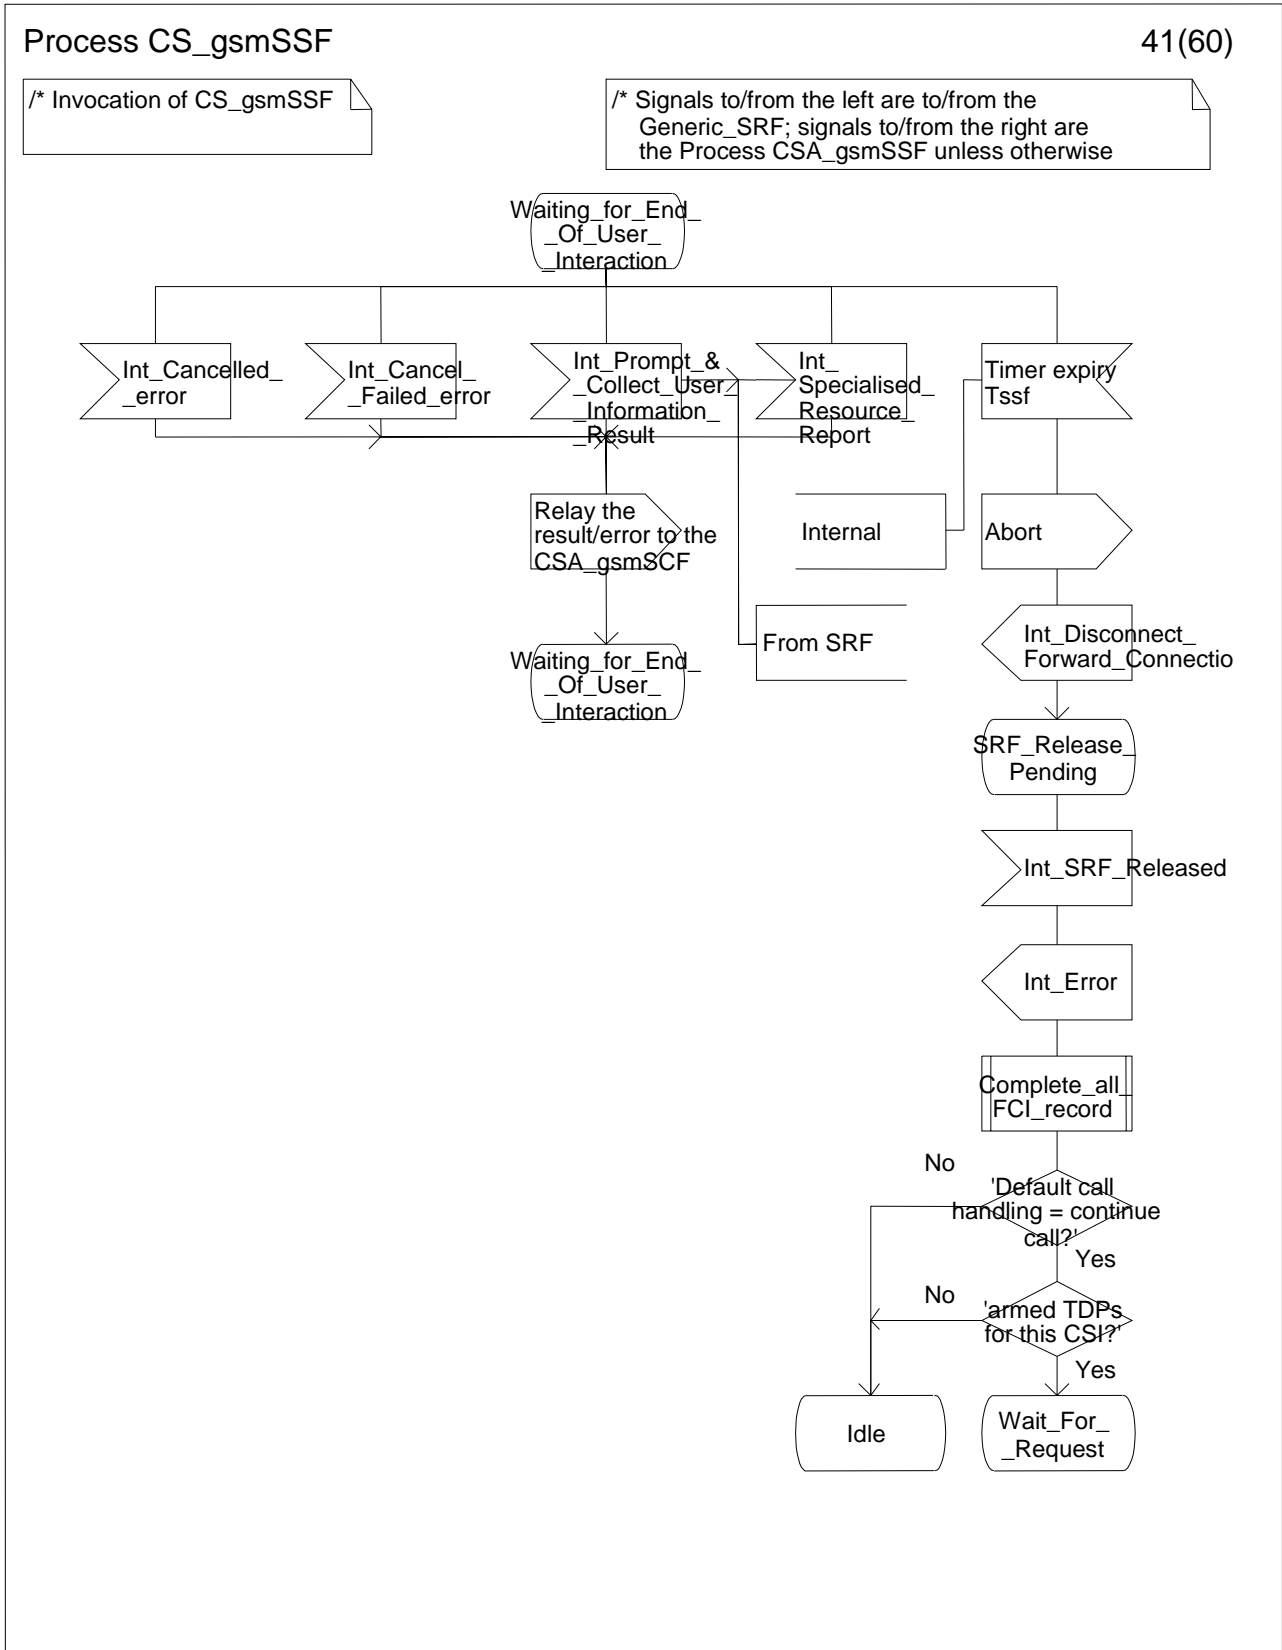 Process CS_gsmSSF
41(60)
/* Invocation of CS_gsmSSF
/* Signals to/from the left are to/from the
Generic_SRF; signals to/from the right are
the Process CSA_gsmSSF unless otherwise
Waiting_for_End_
_Of_User_
_Interaction
Int_Cancelled_
_error
Int_Cancel_
_Failed_error
Int_Prompt_&
_Collect_User_
_Information_
_Result
Int_
Specialised_
Resource_
Report
Timer expiry
Tssf
Relay the
result/error to the
CSA_gsmSCF
Internal
Abort
From SRF
Int_Disconnect_
Forward_Connectio
Waiting_for_End_
_Of_User_
_Interaction
SRF_Release_
Pending
Int_SRF_Released
Int_Error
Complete_all_
FCI_record
No
'Default call
handling = continue
call?'
Yes
No
'armed TDPs
for this CSI?'
Yes
Idle
Wait_For_
_Request